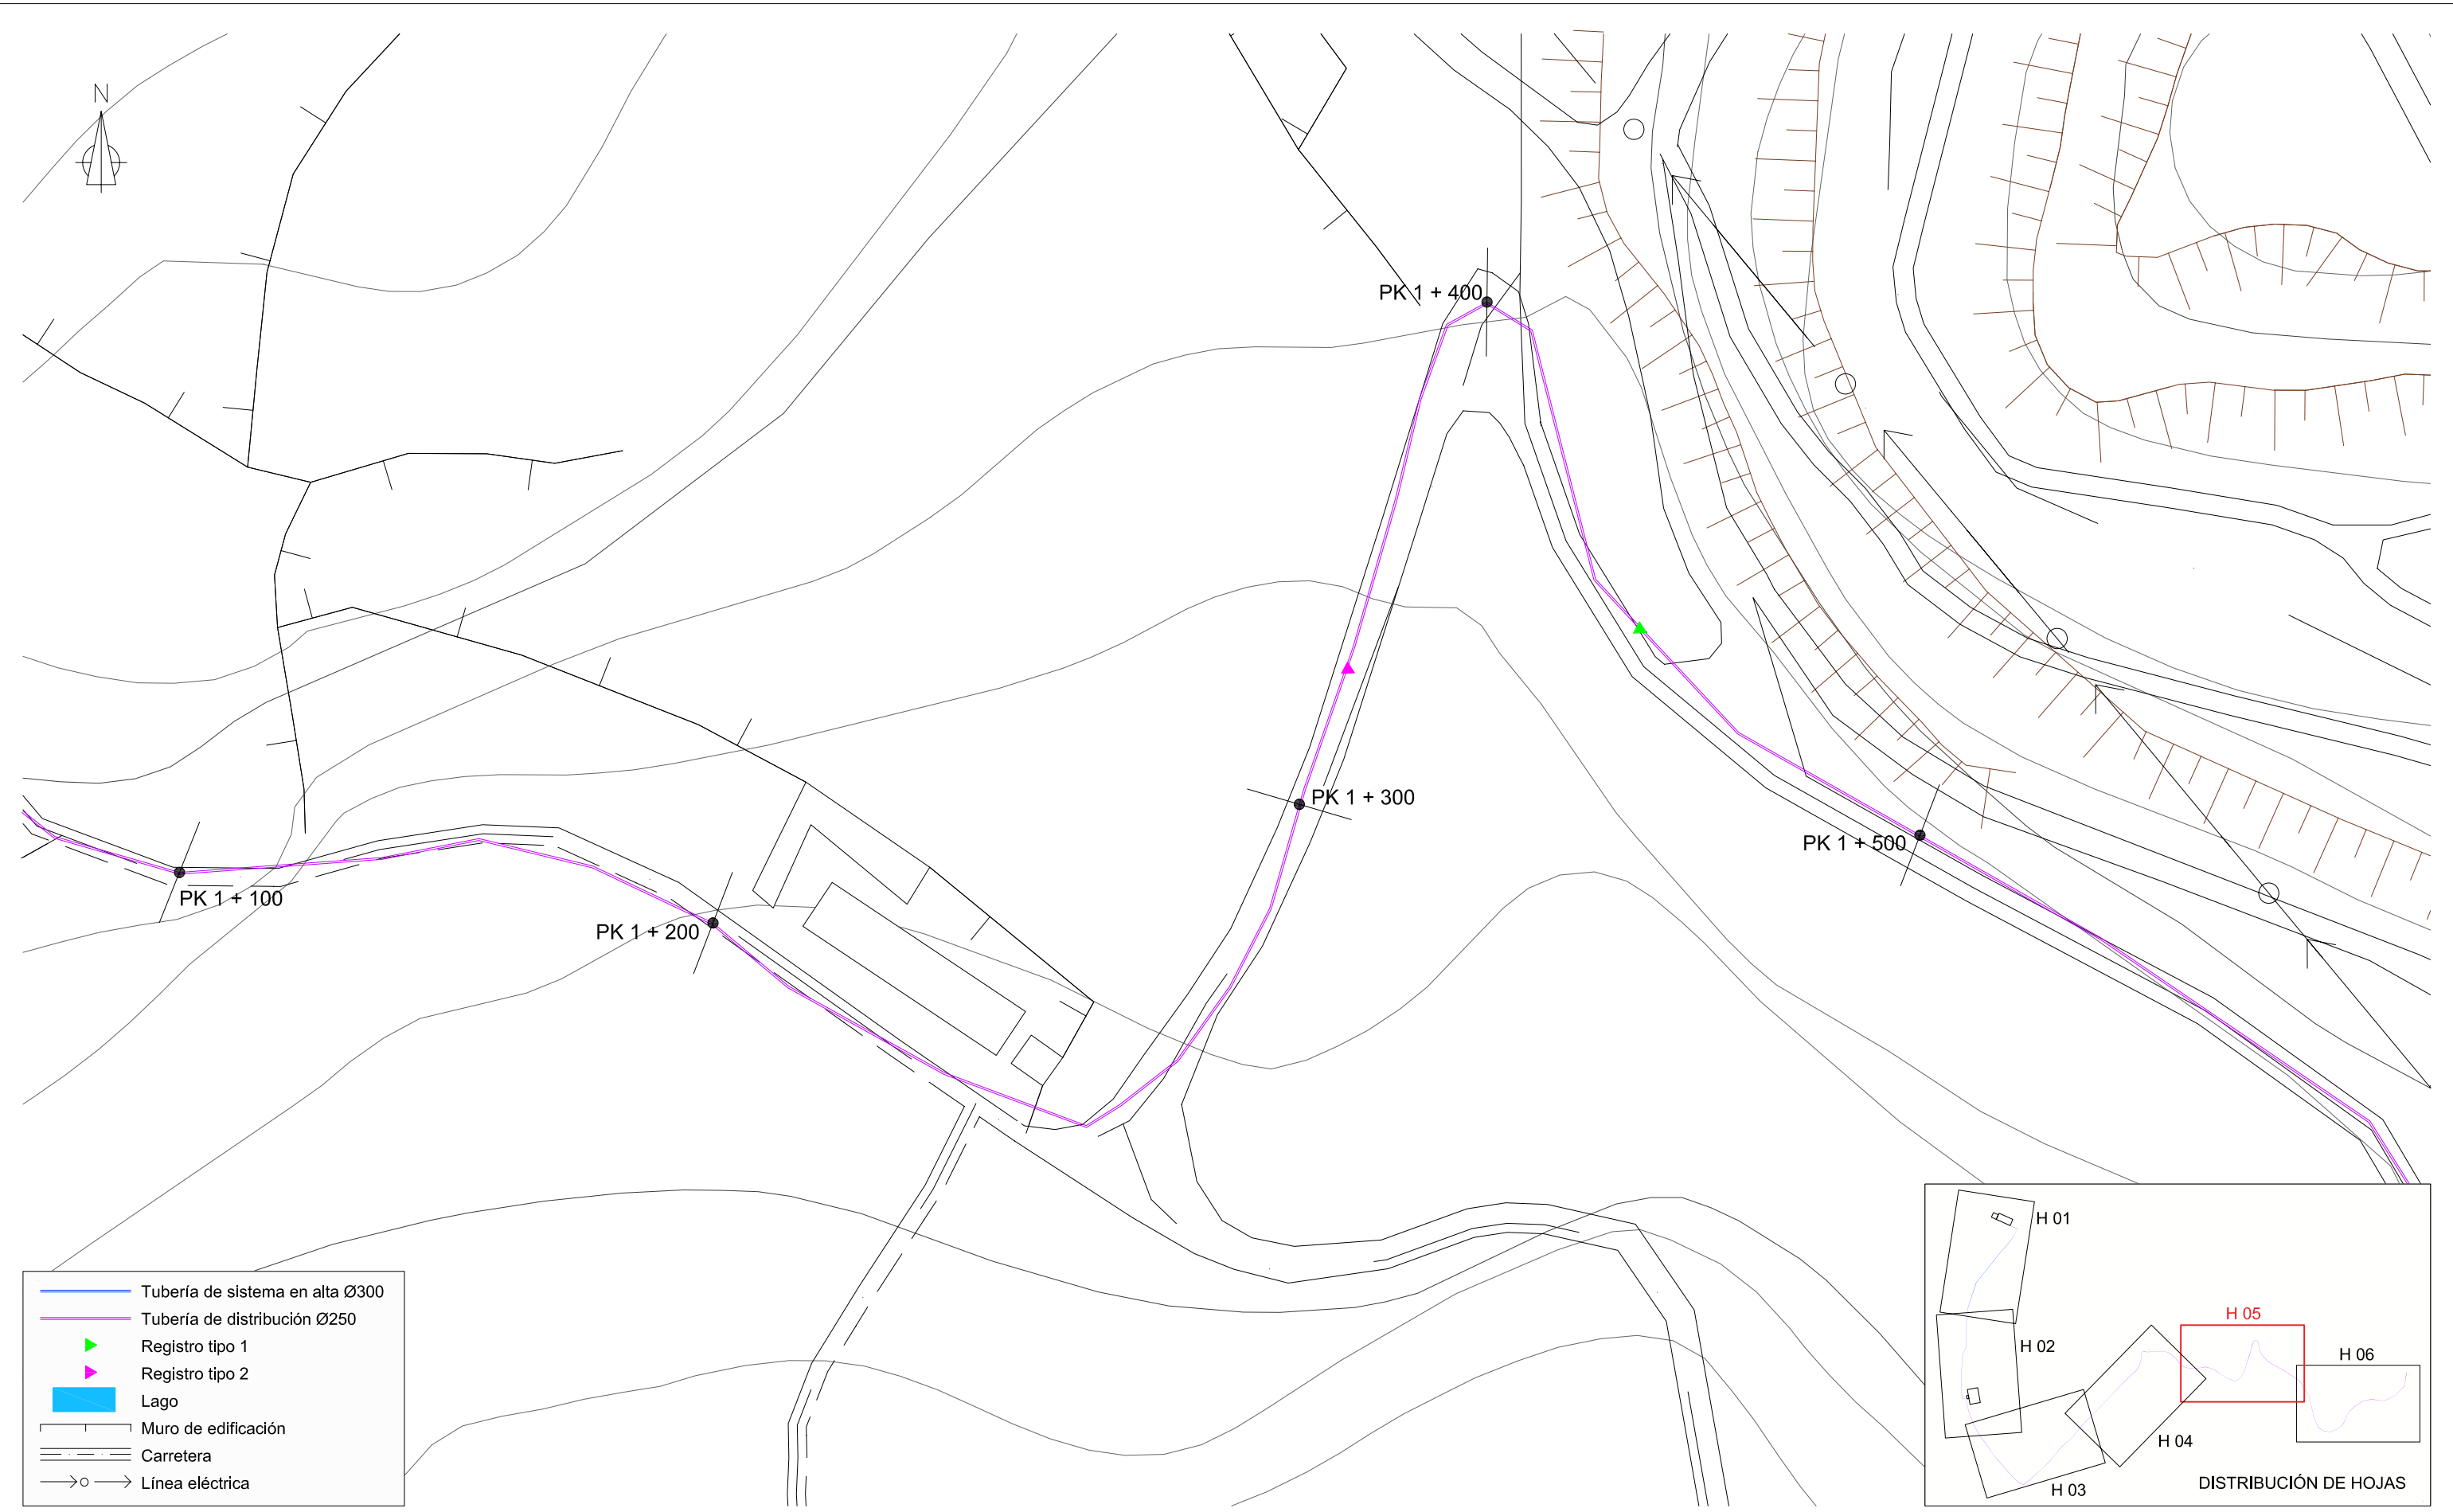 N
PK 1 + 400
PK 1 + 300
PK 1 + 500
PK 1 + 100
PK 1 + 200
Tubería de sistema en alta Ø300
Tubería de distribución Ø250
Registro tipo 1
Registro tipo 2
Lago
Muro de edificación
Carretera
Línea eléctrica
H 01
H 02
H 05
H 06
H 04
H 03
DISTRIBUCIÓN DE HOJAS